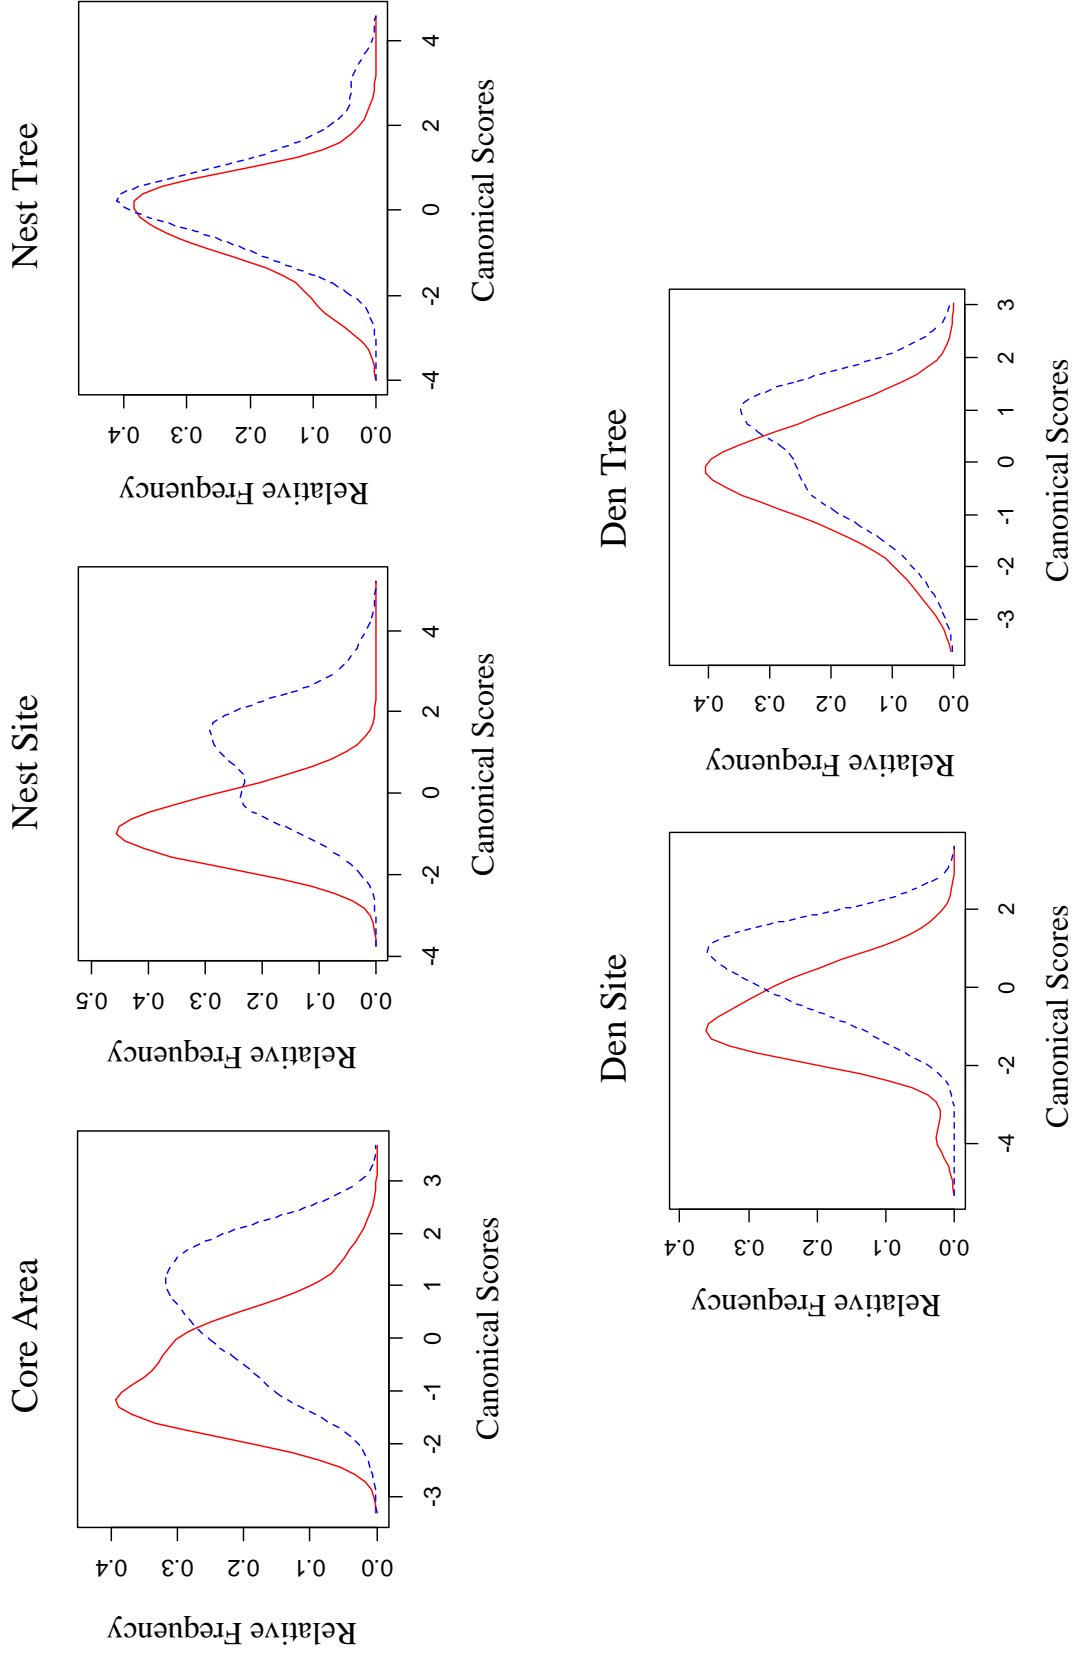 Core Area
Relative Frequency
0.0 0.1 0.2 0.3 0.4
-3 -2 -1 0 1 2 3
Canonical Scores
Nest Site
Relative Frequency
0.0 0.1 0.2 0.3 0.4 0.5
-4 -2 0 2 4
Canonical Scores
Nest Tree
Relative Frequency
0.0 0.1 0.2 0.3 0.4
-4 -2 0 2 4
Canonical Scores
Den Site
Relative Frequency
0.0 0.1 0.2 0.3 0.4
-4 -2 0 2
Canonical Scores
Den Tree
Relative Frequency
0.0 0.1 0.2 0.3 0.4
-3 -2 -1 0 1 2 3
Canonical Scores